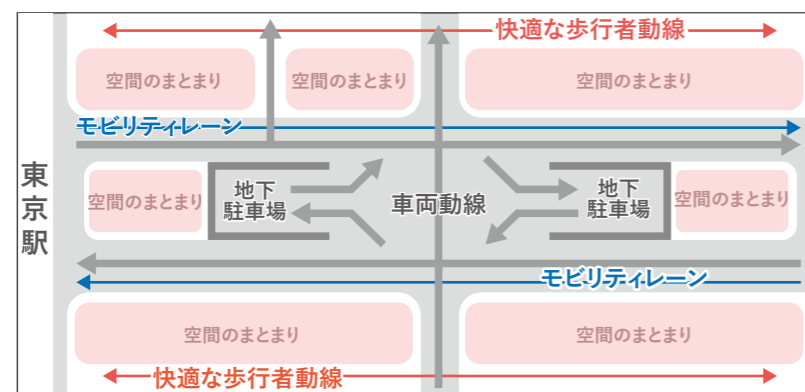 快適な歩行者動線
空間のまとまり
空間のまとまり
空間のまとまり
モビリティレーン
東京駅
空間のまとまり
地下
駐車場
車両動線
地下
駐車場
空間のまとまり
モビリティレーン
空間のまとまり
空間のまとまり
快適な歩行者動線